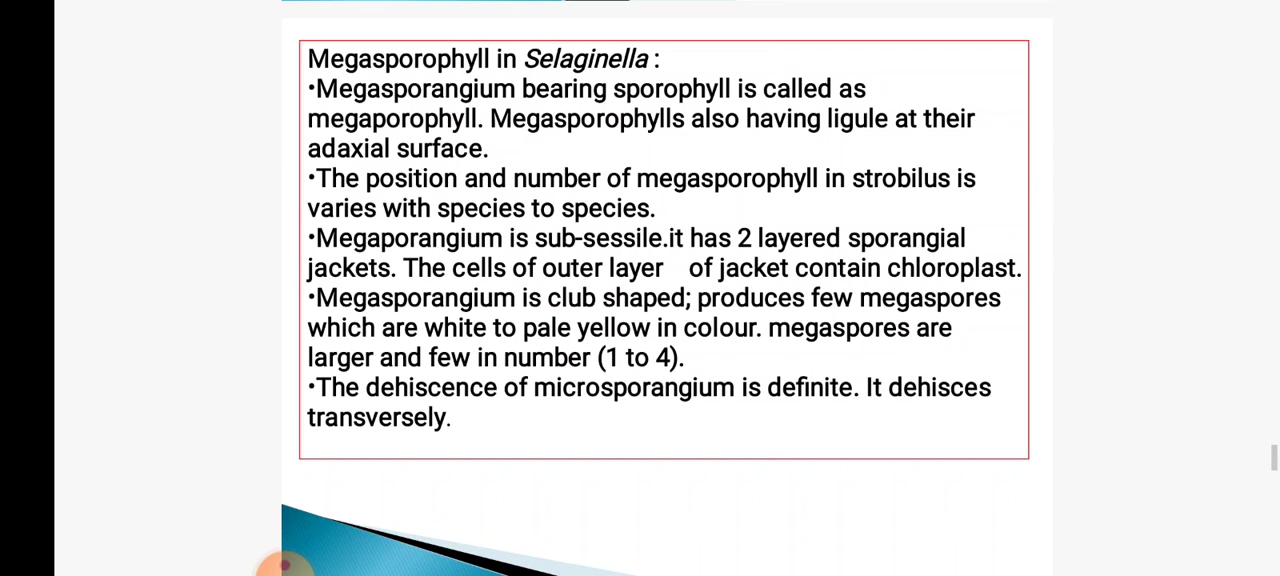 Megasporophyll in Selaginella :
•Megasporangium bearing sporophyll is called as
megaporophyll. Megasporophylls also having ligule at their
adaxial surface.
•The position and number of megasporophyll in strobilus is
varies with species to species.
•Megaporangium is sub-sessile.it has 2 layered sporangial
jackets. The cells of outer layer of jacket contain chloroplast.
•Megasporangium is club shaped; produces few megaspores
which are white to pale yellow in colour. megaspores are
larger and few in number (1 to 4).
•The dehiscence of microsporangium is definite. It dehisces
transversely.